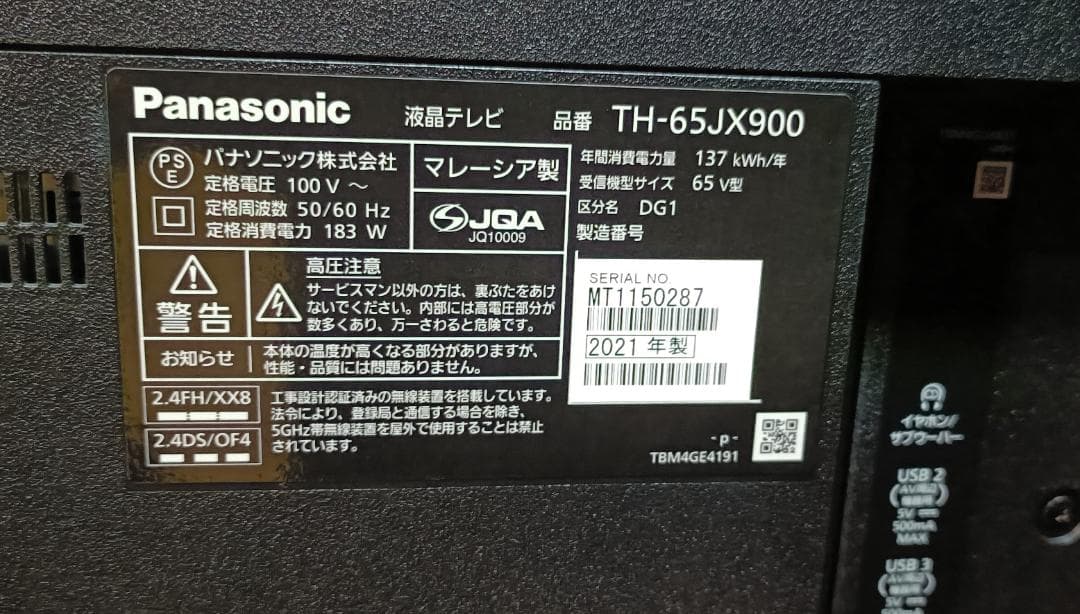 Panasonic 液晶テレビ 品番 TH-65JX900
PS
E
パナソニック株式会社
定格電圧 100 V ～
定格周波数 50/60 Hz
定格消費電力 183 W
マレーシア製
JQA
JQ10009
年間消費電力量 137 kWh/年
受信機型サイズ 65 V型
区分名 DG1
製造番号
SERIAL NO.
MT1150287
2021 年製
警告
高圧注意
サービスマン以外の方は、裏ぶたをあけ
ないでください。内部には高電圧部分が
数多くあり、万一さわると危険です。
お知らせ
本体の温度が高くなる部分がありますが、
性能・品質には問題ありません。
2.4FH/XX8
2.4DS/OF4
工事設計認証済みの無線装置を搭載しています。
法令により、登録局と通信する場合を除き、
5GHz帯無線装置を屋外で使用することは禁止
されています。
-p-
TBM4GE4191
イヤホン/
サブウーハー
USB 2
5V
500mA
MAX
USB 3
5V